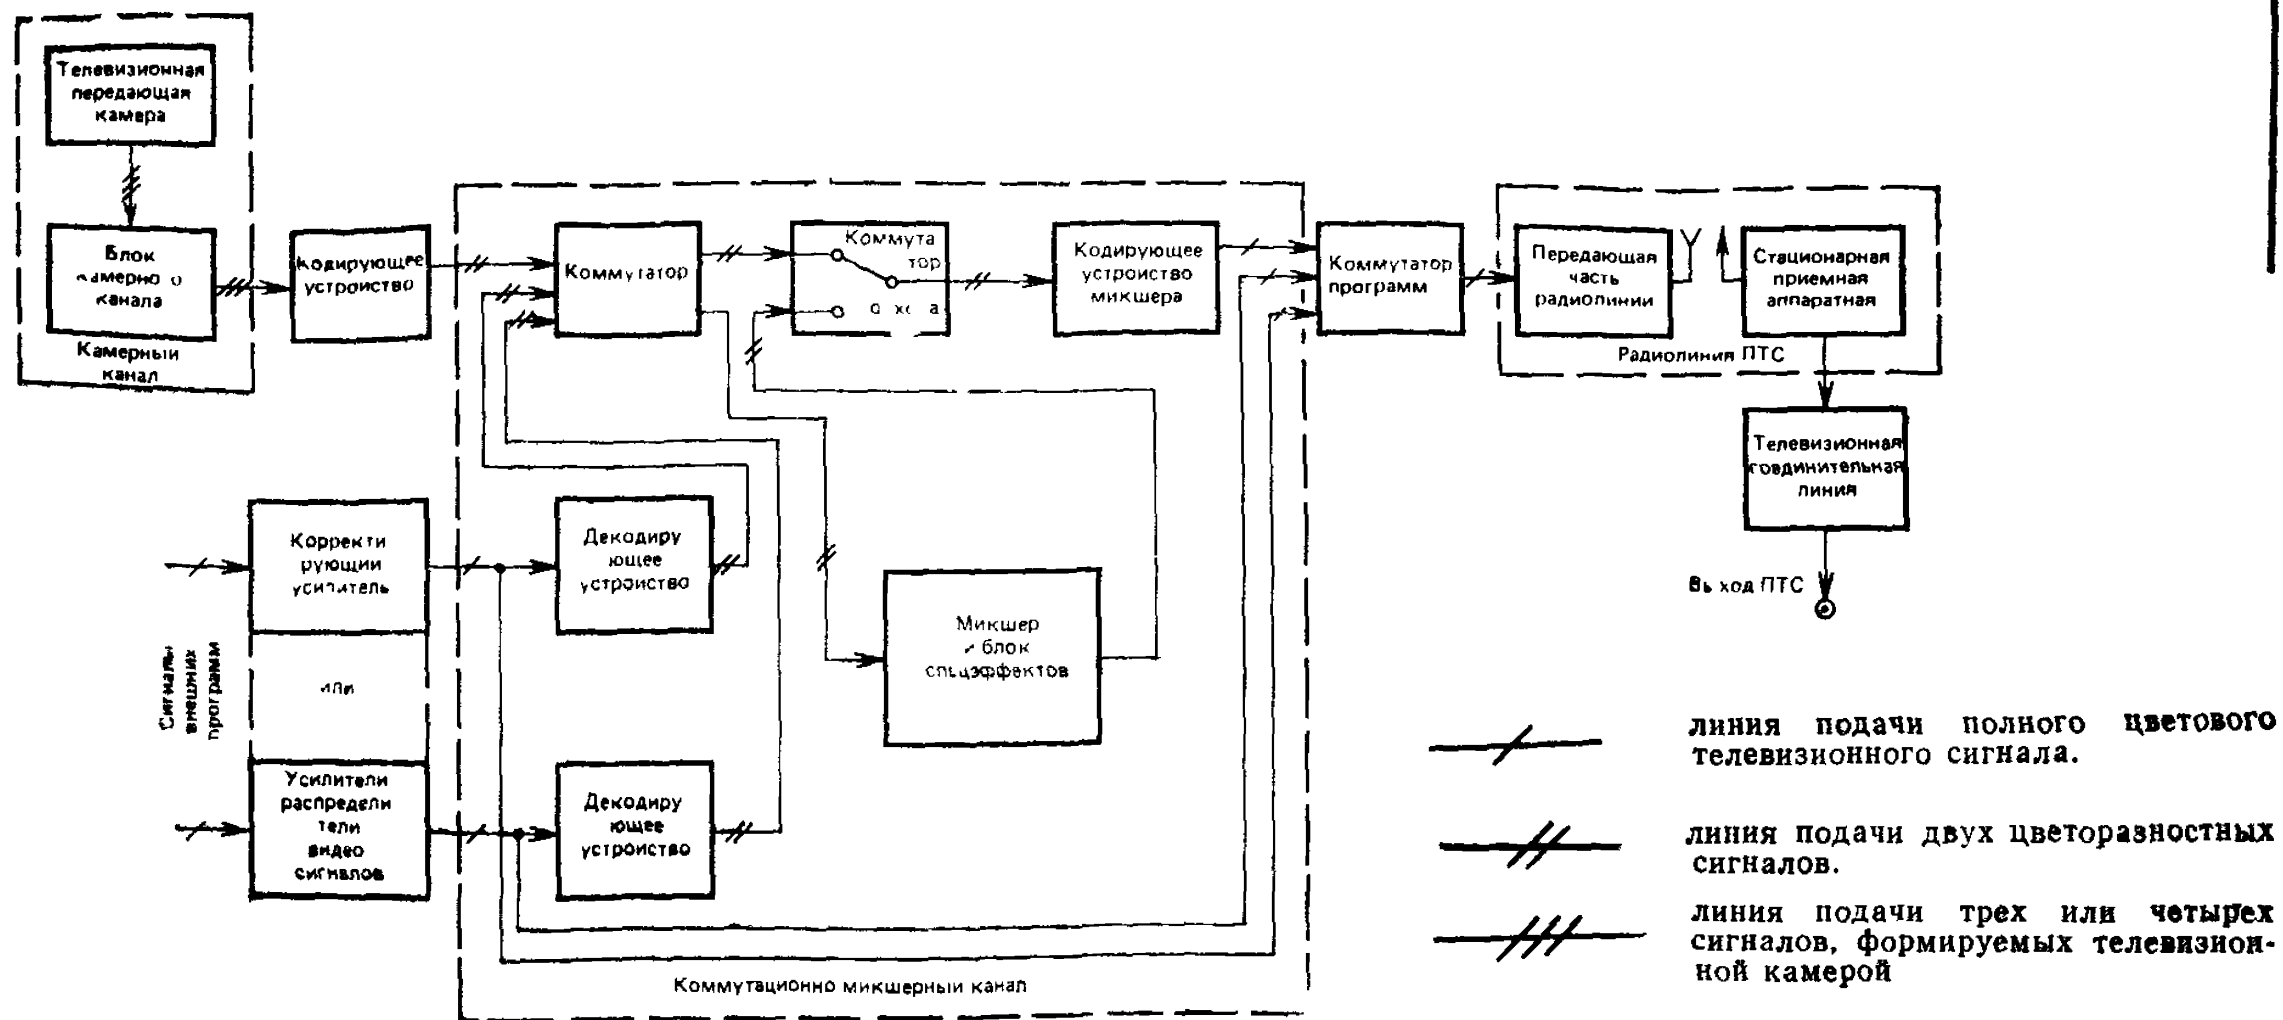 Телевизионная
передающая
камера
Блок
канала
Камерный
канал
Кодирующее
устройство
Коммутатор
Коммута
тор
Кодирующее
устройство
микшера
Коммутатор
программ
Передающая
часть
радиолинии
Стационарная
приемная
аппаратная
Радиолиния ПТС
Телевизионная
соединительная
линия
ход ПТС
Сигналы
внешних
программ
Корректи
рующий
усилитель
или
Усилители
распредели
тели
видео
сигналов
Декодиру
ющее
устройство
Декодиру
ющее
устройство
Микшер
блок
спецэффектов
Коммутационно микшерный канал
линия подачи полного цветового
телевизионного сигнала.
линия подачи двух цветоразностных
сигналов.
линия подачи трех или четырех
сигналов, формируемых телевизион-
ной камерой